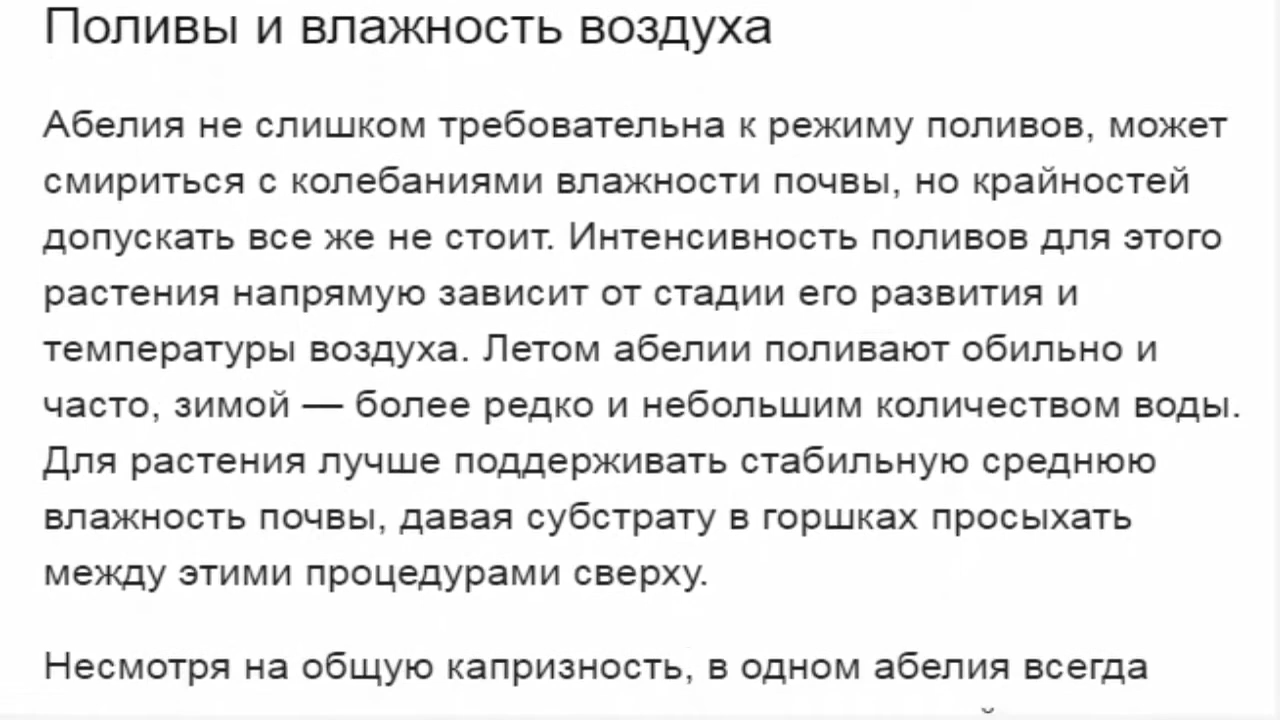 Поливы и влажность воздуха
Абелия не слишком требовательна к режиму поливов, может
смириться с колебаниями влажности почвы, но крайностей
допускать все же не стоит. Интенсивность поливов для этого
растения напрямую зависит от стадии его развития и
температуры воздуха. Летом абелии поливают обильно и
часто, зимой — более редко и небольшим количеством воды.
Для растения лучше поддерживать стабильную среднюю
влажность почвы, давая субстрату в горшках просыхать
между этими процедурами сверху.
Несмотря на общую капризность, в одном абелия всегда